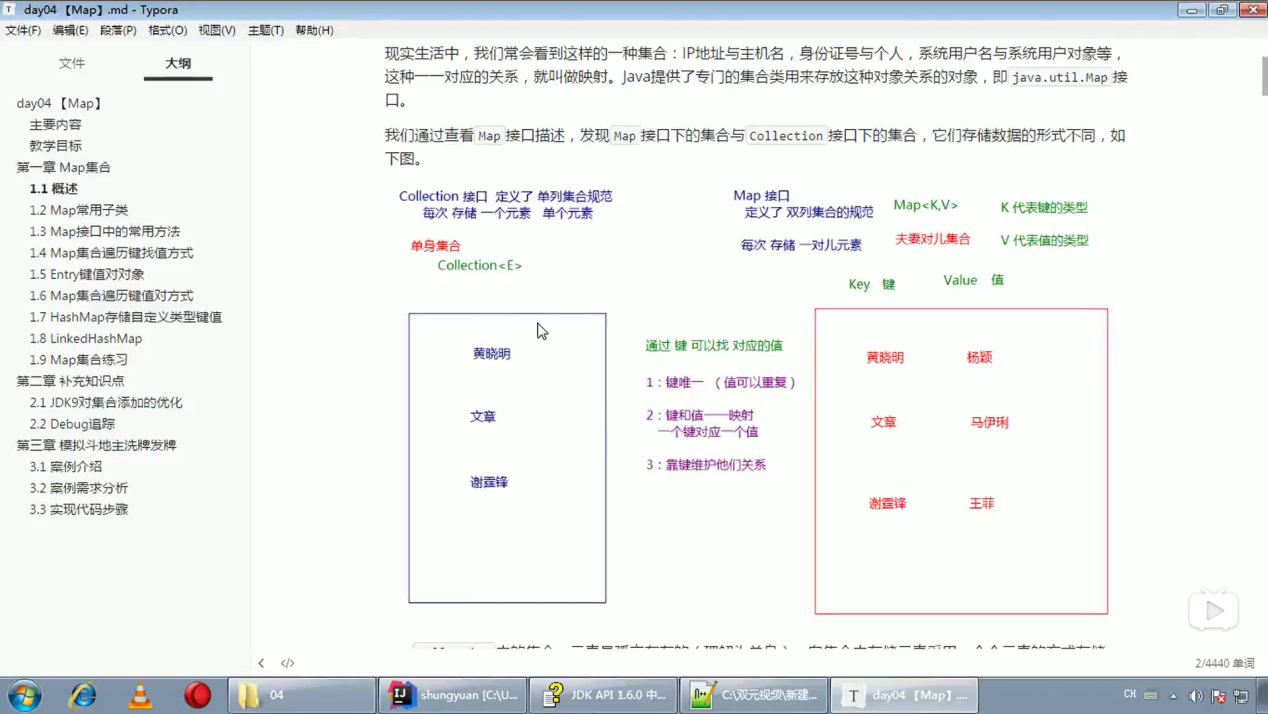 day04 【Map】.md - Typora
文件(F) 编辑(E) 段落(P) 格式(O) 视图(V) 主题(T) 帮助(H)
文件 大纲
day04 【Map】
主要内容
教学目标
第一章 Map集合
1.1 概述
1.2 Map常用子类
1.3 Map接口中的常用方法
1.4 Map集合遍历键找值方式
1.5 Entry键值对对象
1.6 Map集合遍历键值对方式
1.7 HashMap存储自定义类型键值
1.8 LinkedHashMap
1.9 Map集合练习
第二章 补充知识点
2.1 JDK9对集合添加的优化
2.2 Debug追踪
第三章 模拟斗地主洗牌发牌
3.1 案例介绍
3.2 案例需求分析
3.3 实现代码步骤
现实生活中，我们常会看到这样的一种集合：IP地址与主机名，身份证号与个人，系统用户名与系统用户对象等，
这种一一对应的关系，就叫做映射。Java提供了专门的集合类用来存放这种对象关系的对象，即 java.util.Map 接
口。
我们通过查看 Map 接口描述，发现 Map 接口下的集合与 Collection 接口下的集合，它们存储数据的形式不同，如
下图。
Collection 接口 定义了 单列集合规范
每次 存储 一个元素 单个元素
单身集合
Collection<E>
黄晓明
文章
谢霆锋
通过 键 可以找 对应的值
1：键唯一 （值可以重复）
2：键和值一一映射
一个键对应一个值
3：靠键维护他们关系
Map 接口
定义了 双列集合的规范
每次 存储 一对儿元素
Map<K,V>
夫妻对儿集合
K 代表键的类型
V 代表值的类型
Key 键 Value 值
黄晓明 杨颖
文章 马伊琍
谢霆锋 王菲
2/4440 单词
04
shungyuan [C:\U...
JDK API 1.6.0 中...
C:\双元视频\新建...
day04 【Map】....
CH